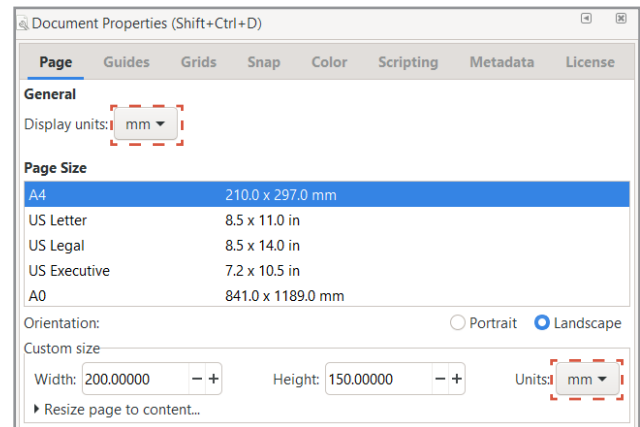 Document Properties (Shift+Ctrl+D)
Page Guides Grids Snap Color Scripting Metadata License
General
Display units: mm
Page Size
A4 210.0 x 297.0 mm
US Letter 8.5 x 11.0 in
US Legal 8.5 x 14.0 in
US Executive 7.2 x 10.5 in
A0 841.0 x 1189.0 mm
Orientation: Portrait Landscape
Custom size
Width: 200.00000 − + Height: 150.00000 − + Units: mm
Resize page to content...